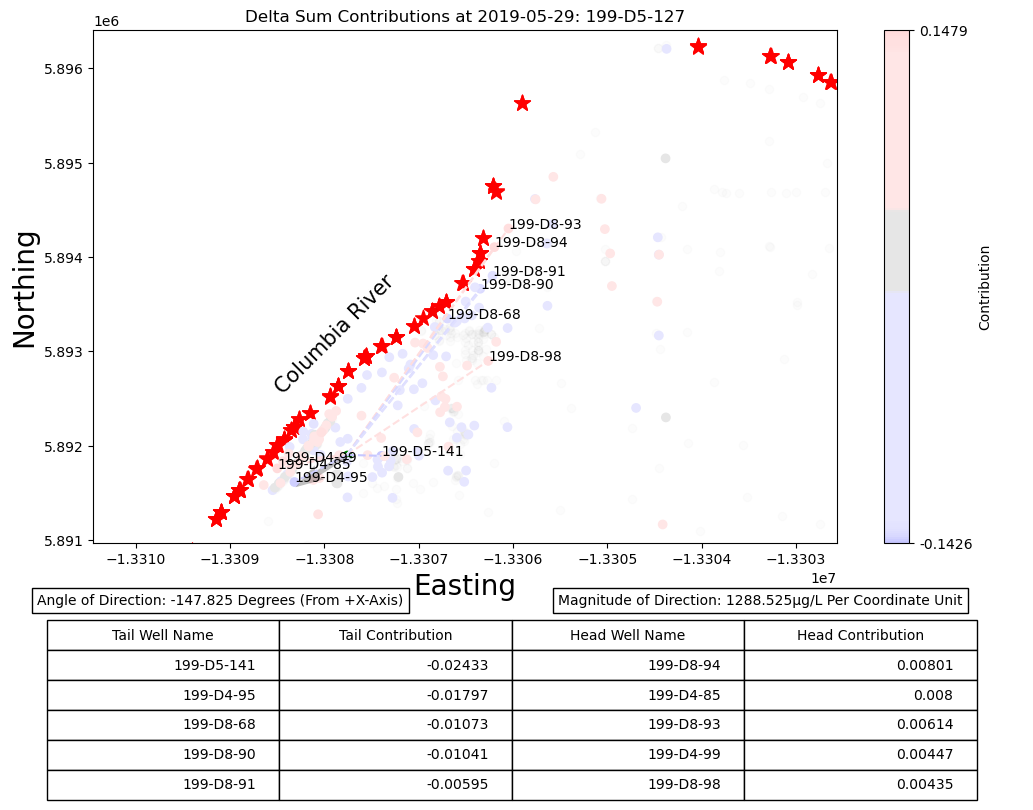 Delta Sum Contributions at 2019-05-29: 199-D5-127
1e6
0.1479
5.896
5.895
5.894
5.893
5.892
5.891
Northing
Columbia River
199-D8-93
199-D8-94
199-D8-91
199-D8-90
199-D8-68
199-D8-98
199-D5-141
199-D4-99
199-D4-85
199-D4-95
Contribution
-0.1426
−1.3310 −1.3309 −1.3308 −1.3307 −1.3306 −1.3305 −1.3304 −1.3303
1e7
Easting
Angle of Direction: -147.825 Degrees (From +X-Axis) Magnitude of Direction: 1288.525µg/L Per Coordinate Unit
Tail Well Name Tail Contribution Head Well Name Head Contribution
199-D5-141 -0.02433 199-D8-94 0.00801
199-D4-95 -0.01797 199-D4-85 0.008
199-D8-68 -0.01073 199-D8-93 0.00614
199-D8-90 -0.01041 199-D4-99 0.00447
199-D8-91 -0.00595 199-D8-98 0.00435